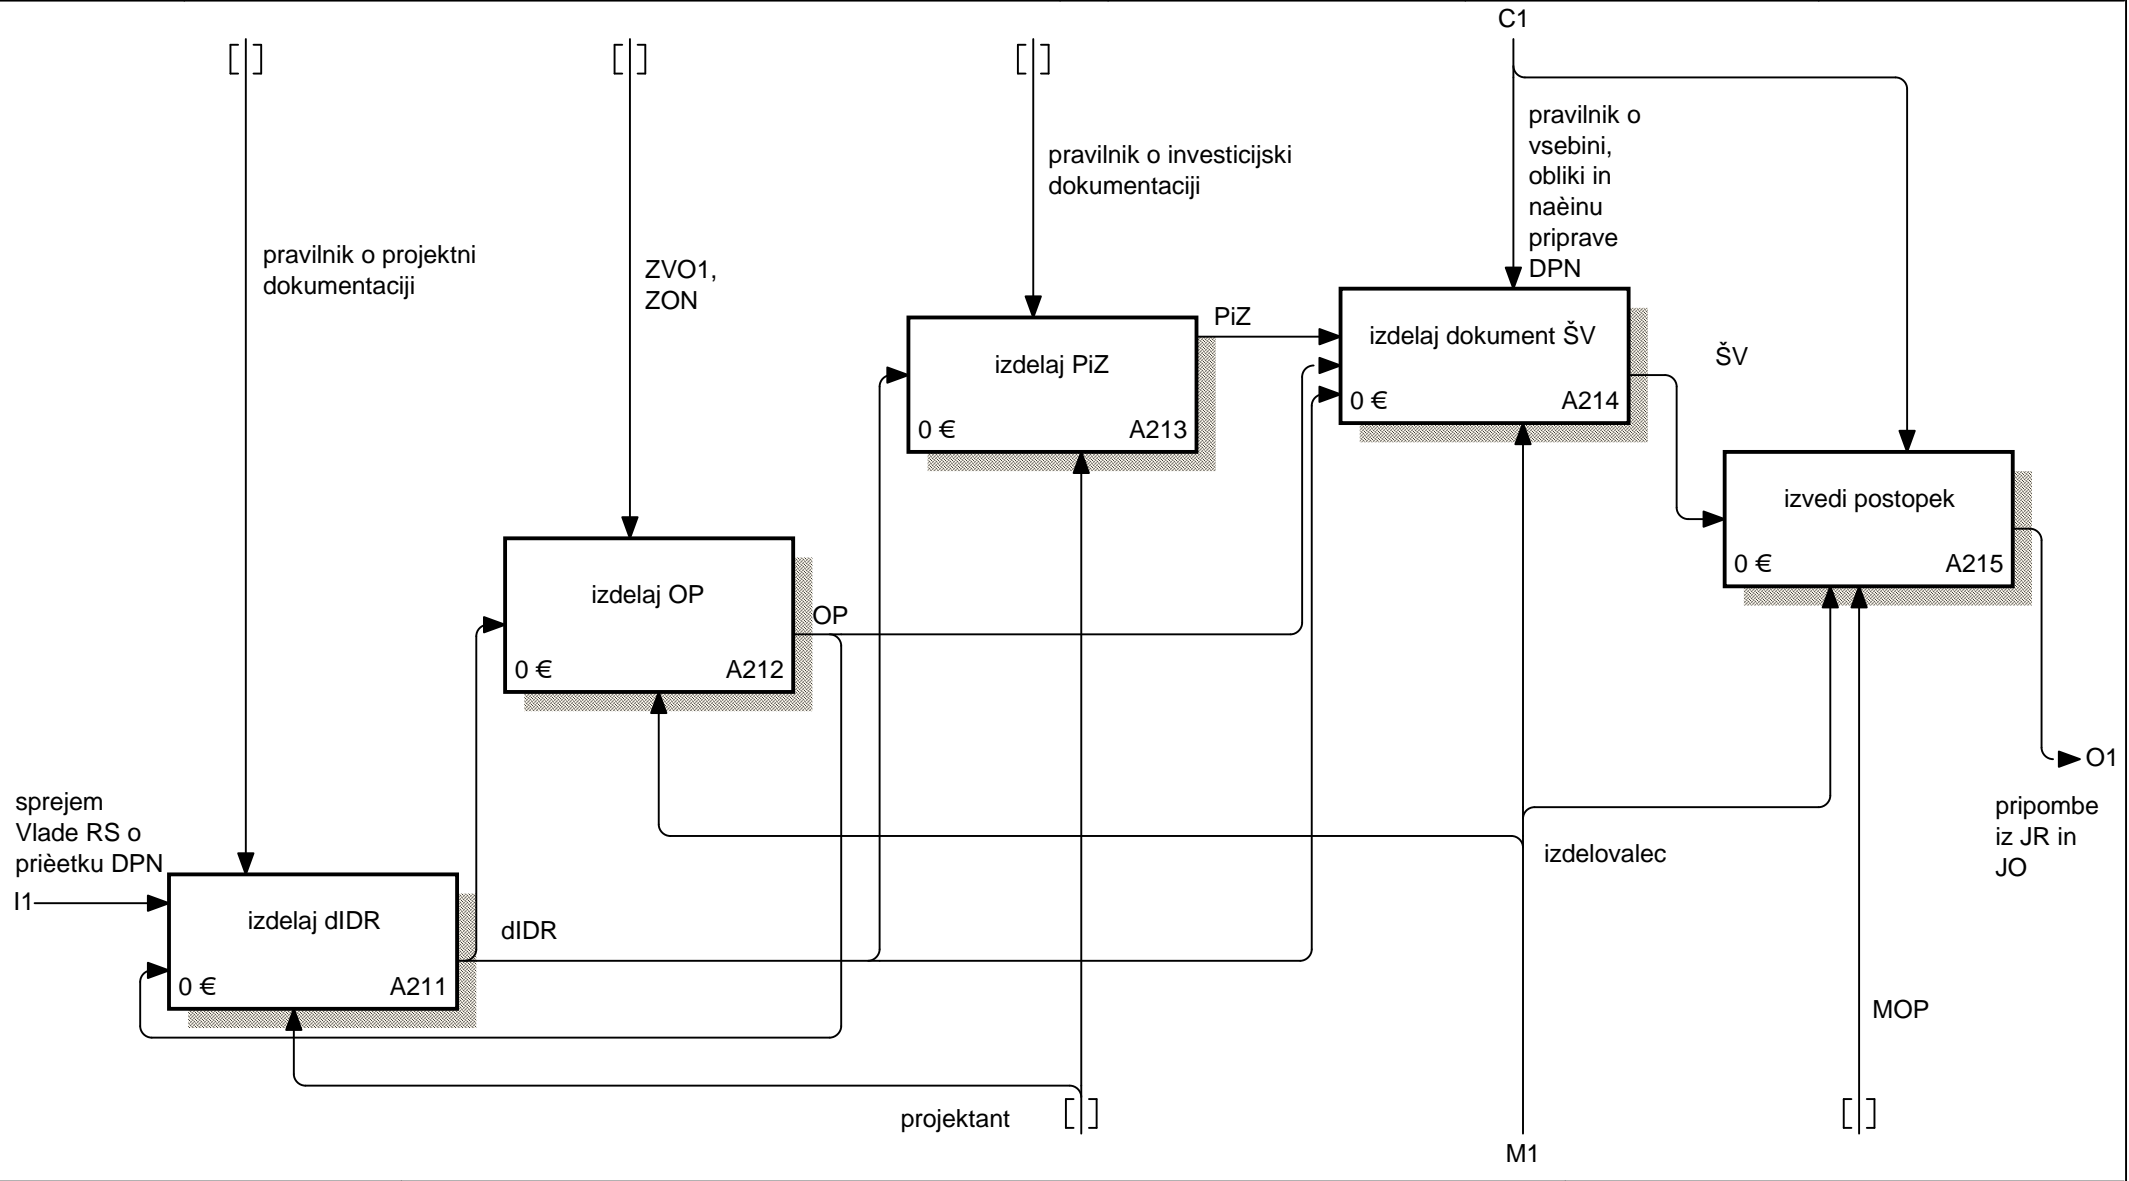 C1
pravilnik o
vsebini,
obliki in
naèinu
priprave
DPN
pravilnik o investicijski
dokumentaciji
pravilnik o projektni
dokumentaciji
ZVO1,
ZON
PiZ
izdelaj dokument ŠV
0 €
A214
ŠV
izdelaj PiZ
0 €
A213
izvedi postopek
0 €
A215
izdelaj OP
0 €
A212
OP
O1
pripombe
iz JR in
JO
sprejem
Vlade RS o
prièetku DPN
I1
izdelaj dIDR
0 €
A211
dIDR
izdelovalec
MOP
projektant
M1